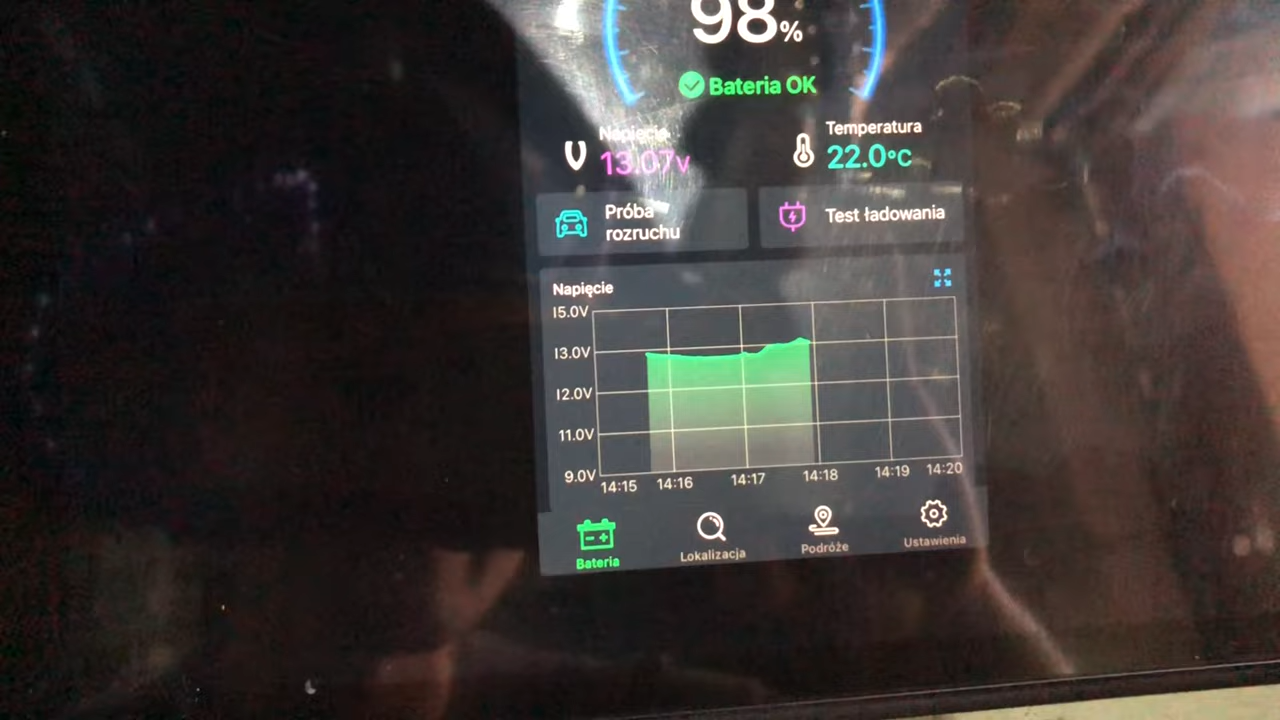 98%
Bateria OK
Napięcie
13.07V
Temperatura
22.0°C
Próba
rozruchu
Test ładowania
Napięcie
15.0V
13.0V
12.0V
11.0V
9.0V
14:15
14:16
14:17
14:18
14:19
14:20
Bateria
Lokalizacja
Podróże
Ustawienia